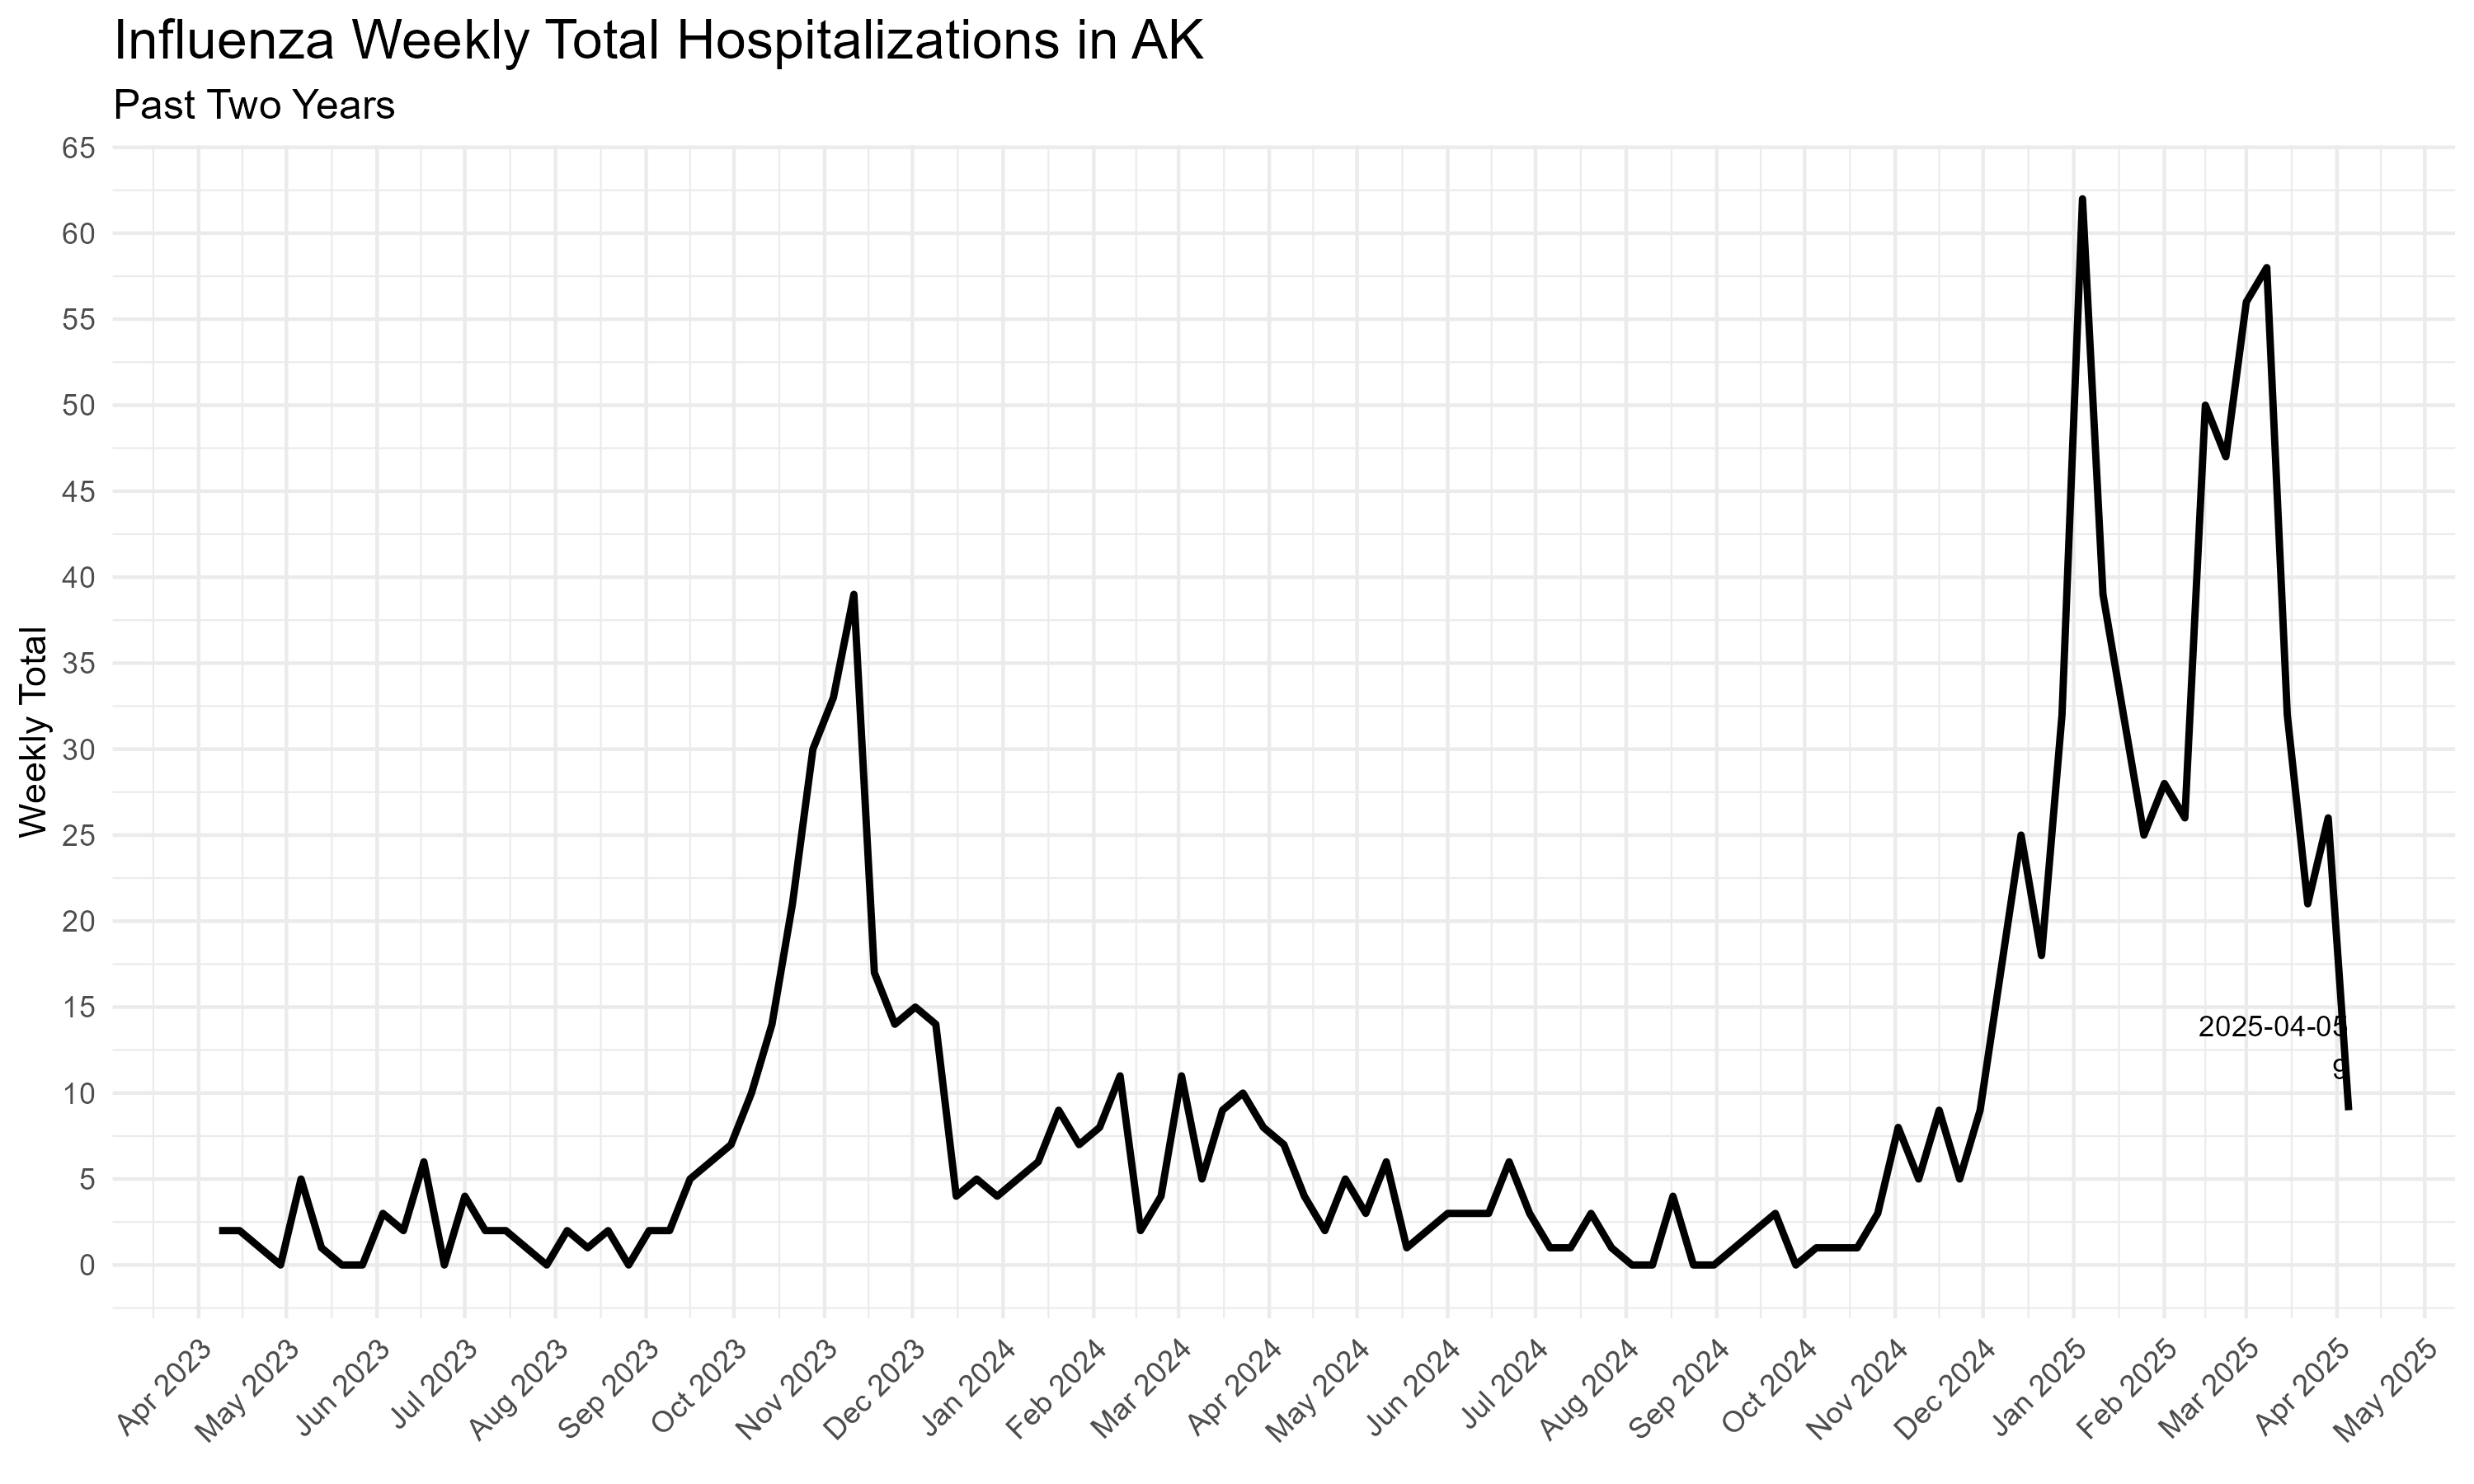 Influenza Weekly Total Hospitalizations in AK
Past Two Years
Weekly Total
65
60
55
50
45
40
35
30
25
20
15
10
5
0
2025-04-05
9
Apr 2023
May 2023
Jun 2023
Jul 2023
Aug 2023
Sep 2023
Oct 2023
Nov 2023
Dec 2023
Jan 2024
Feb 2024
Mar 2024
Apr 2024
May 2024
Jun 2024
Jul 2024
Aug 2024
Sep 2024
Oct 2024
Nov 2024
Dec 2024
Jan 2025
Feb 2025
Mar 2025
Apr 2025
May 2025